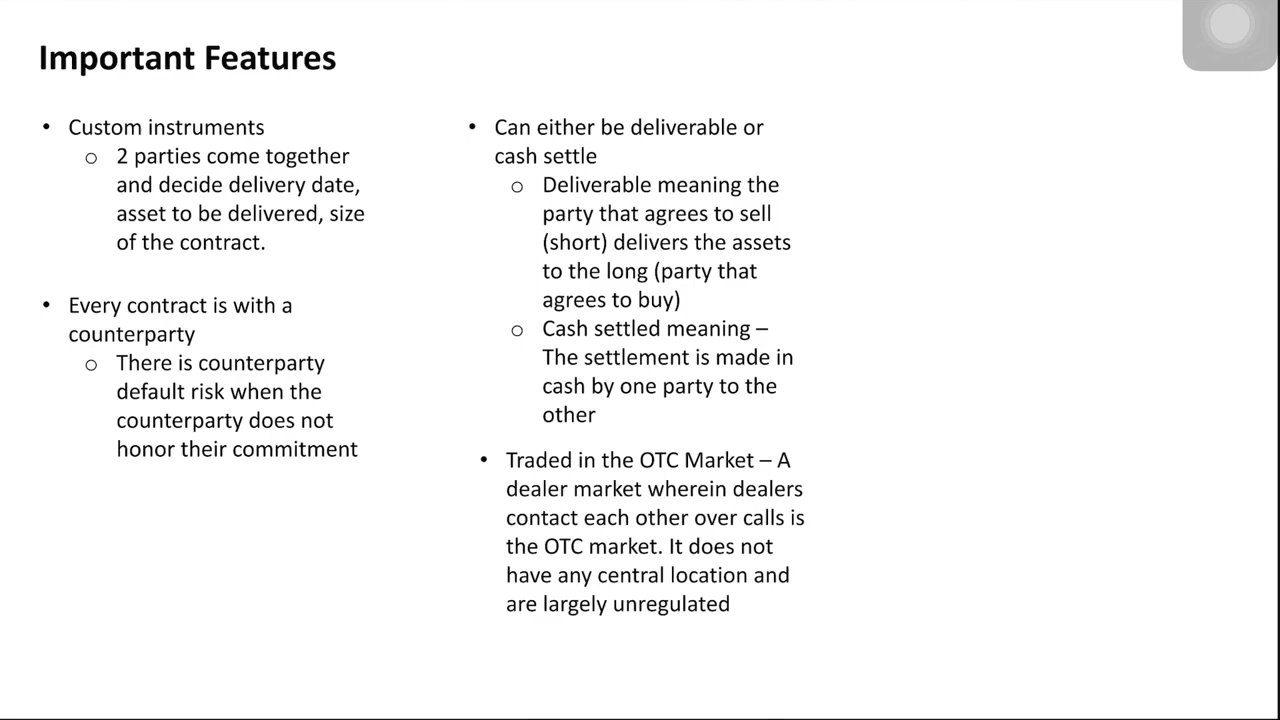 Important Features
• Custom instruments
o 2 parties come together
and decide delivery date,
asset to be delivered, size
of the contract.
• Every contract is with a
counterparty
o There is counterparty
default risk when the
counterparty does not
honor their commitment
• Can either be deliverable or
cash settle
o Deliverable meaning the
party that agrees to sell
(short) delivers the assets
to the long (party that
agrees to buy)
o Cash settled meaning –
The settlement is made in
cash by one party to the
other
• Traded in the OTC Market – A
dealer market wherein dealers
contact each other over calls is
the OTC market. It does not
have any central location and
are largely unregulated